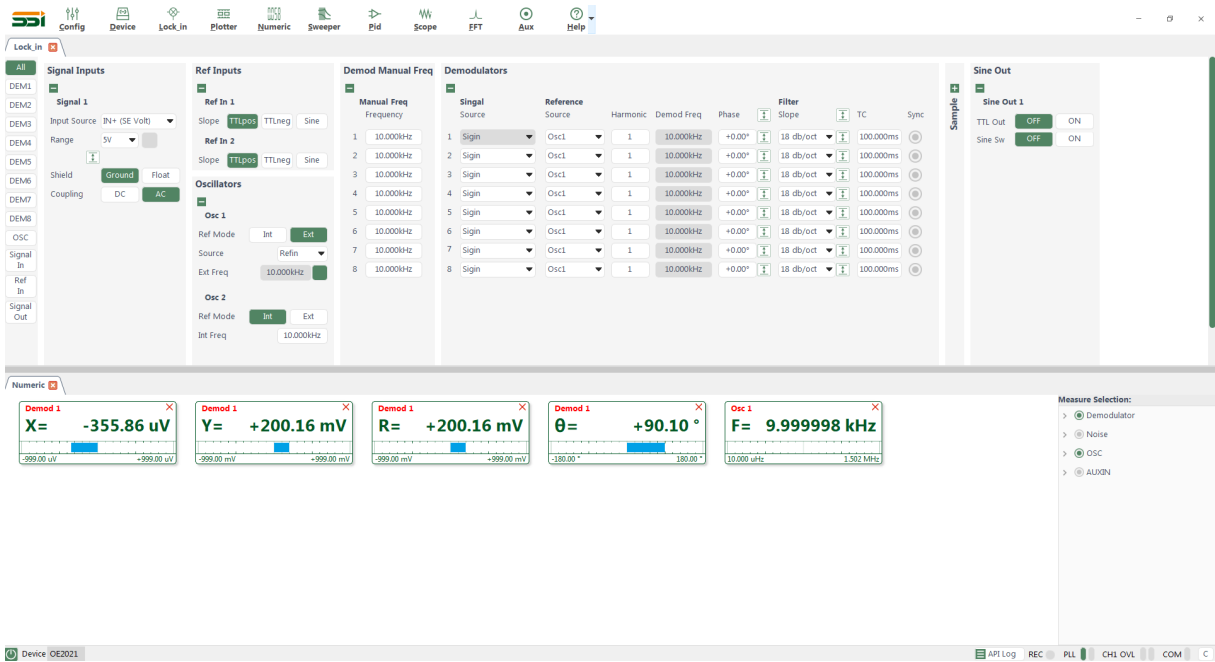 SSI Config Device Lock_in Plotter Numeric Sweeper Pid Scope FFT Aux Help
Lock_in
All
DEM1
DEM2
DEM3
DEM4
DEM5
DEM6
DEM7
DEM8
OSC
Signal
In
Ref
In
Signal
Out
Signal Inputs
Signal 1
Input Source IN+ (SE Volt)
Range 5V
Shield Ground Float
Coupling DC AC
Ref Inputs
Ref In 1
Slope TTLpos TTLneg Sine
Ref In 2
Slope TTLpos TTLneg Sine
Oscillators
Osc 1
Ref Mode Int Ext
Source Refin
Ext Freq 10.000kHz
Osc 2
Ref Mode Int Ext
Int Freq 10.000kHz
Demod Manual Freq
Manual Freq
Frequency
1 10.000kHz
2 10.000kHz
3 10.000kHz
4 10.000kHz
5 10.000kHz
6 10.000kHz
7 10.000kHz
8 10.000kHz
Demodulators
Singal Reference Filter
Source Source Harmonic Demod Freq Phase Slope TC Sync
1 Sigin Osc1 1 10.000kHz +0.00° 18 db/oct 100.000ms
2 Sigin Osc1 1 10.000kHz +0.00° 18 db/oct 100.000ms
3 Sigin Osc1 1 10.000kHz +0.00° 18 db/oct 100.000ms
4 Sigin Osc1 1 10.000kHz +0.00° 18 db/oct 100.000ms
5 Sigin Osc1 1 10.000kHz +0.00° 18 db/oct 100.000ms
6 Sigin Osc1 1 10.000kHz +0.00° 18 db/oct 100.000ms
7 Sigin Osc1 1 10.000kHz +0.00° 18 db/oct 100.000ms
8 Sigin Osc1 1 10.000kHz +0.00° 18 db/oct 100.000ms
Sample
Sine Out
Sine Out 1
TTL Out OFF ON
Sine Sw OFF ON
Numeric
Demod 1
X= -355.86 uV
-999.00 uV +999.00 uV
Demod 1
Y= +200.16 mV
-999.00 mV +999.00 mV
Demod 1
R= +200.16 mV
-999.00 mV +999.00 mV
Demod 1
θ= +90.10 °
-180.00 ° 180.00 °
Osc 1
F= 9.999998 kHz
10.000 uHz 1.502 MHz
Measure Selection:
Demodulator
Noise
OSC
AUXIN
Device OE2021 API Log REC PLL CH1 OVL COM C